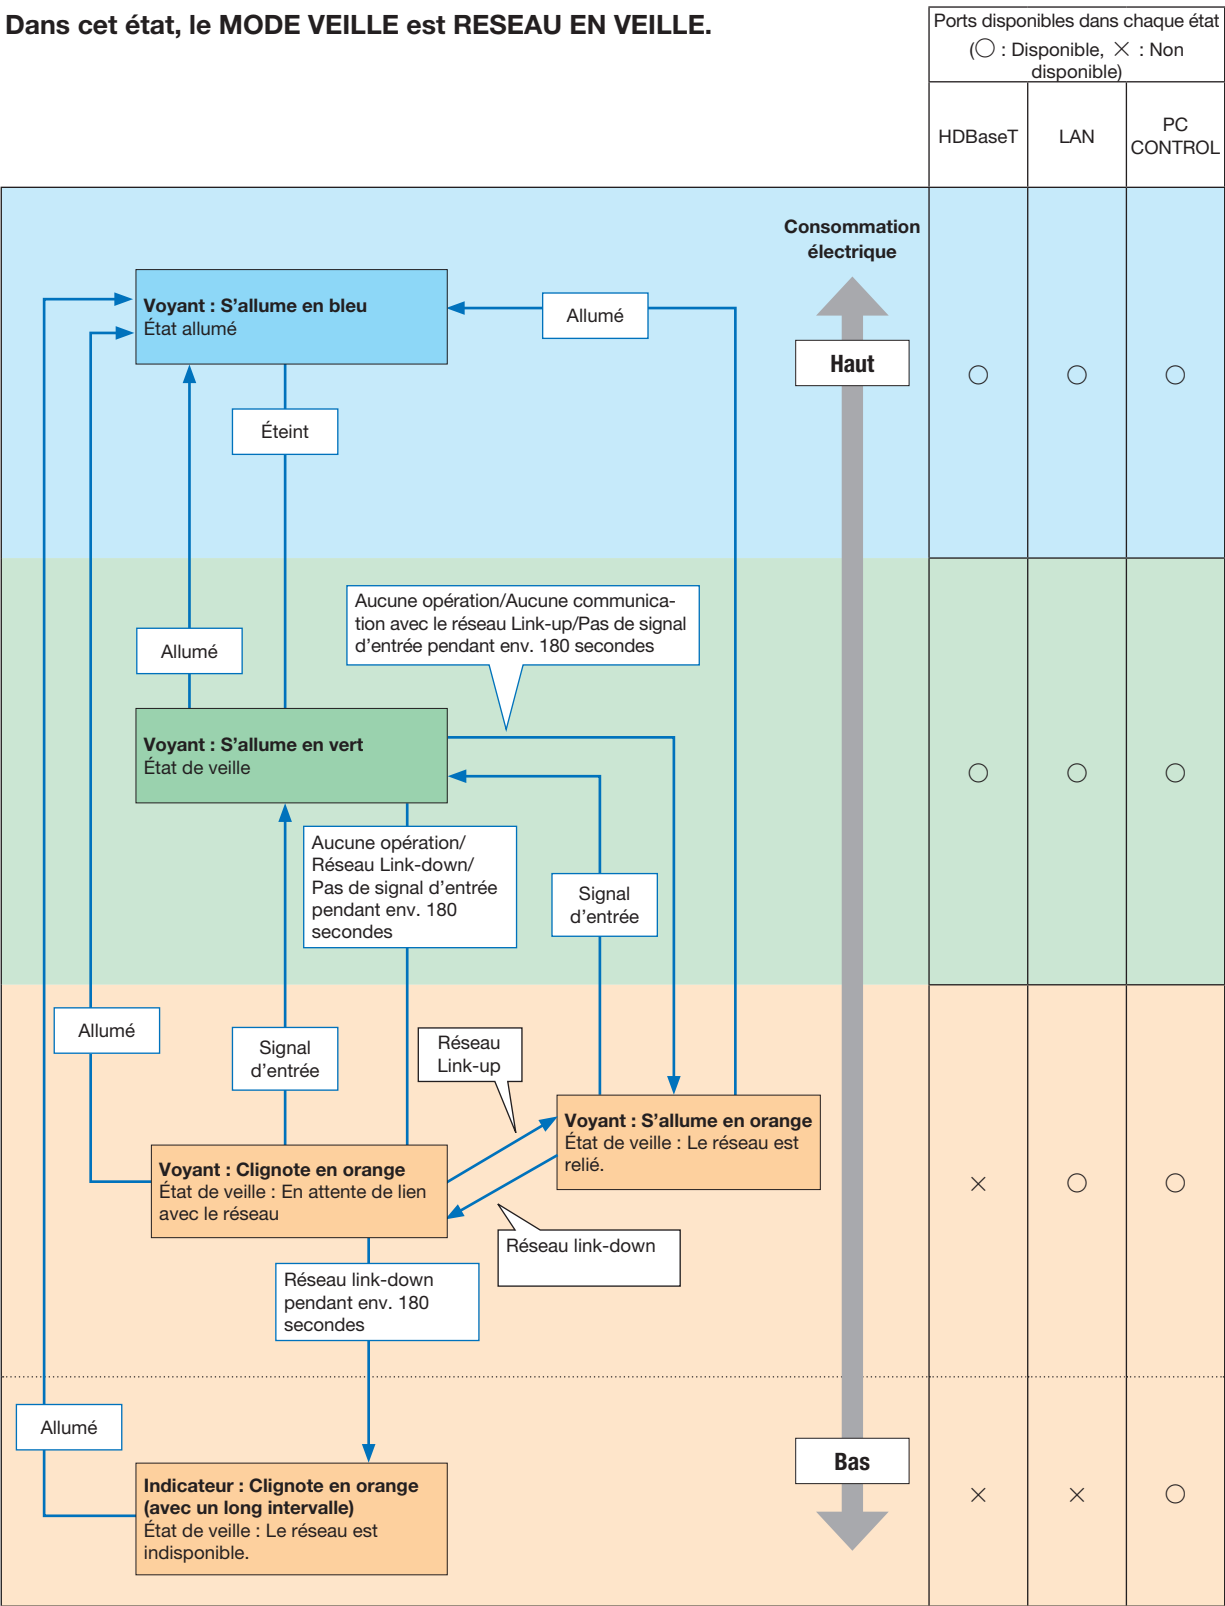 Dans cet état, le MODE VEILLE est RESEAU EN VEILLE.
Ports disponibles dans chaque état
(○ : Disponible, × : Non
disponible)
HDBaseT
LAN
PC
CONTROL
Consommation
électrique
Voyant : S’allume en bleu
État allumé
Allumé
Haut
○
○
○
Éteint
Aucune opération/Aucune communica-
tion avec le réseau Link-up/Pas de signal
d’entrée pendant env. 180 secondes
Allumé
Voyant : S’allume en vert
État de veille
○
○
○
Aucune opération/
Réseau Link-down/
Pas de signal d’entrée
pendant env. 180
secondes
Signal
d’entrée
Allumé
Signal
d’entrée
Réseau
Link-up
Voyant : S’allume en orange
État de veille : Le réseau est
relié.
Voyant : Clignote en orange
État de veille : En attente de lien
avec le réseau
×
○
○
Réseau link-down
Réseau link-down
pendant env. 180
secondes
Allumé
Bas
Indicateur : Clignote en orange
(avec un long intervalle)
État de veille : Le réseau est
indisponible.
×
×
○